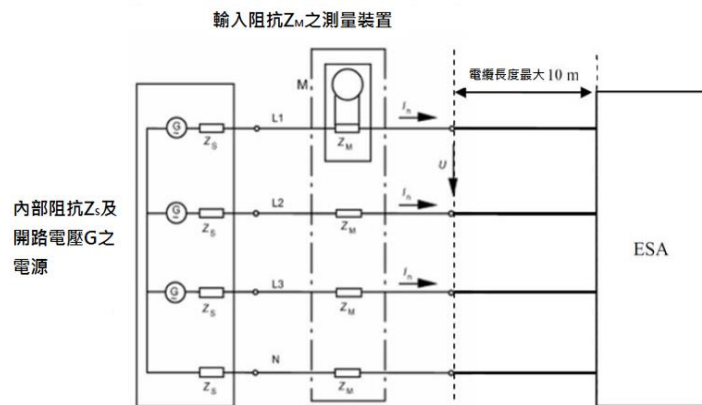 輸入阻抗ZM之測量裝置
電纜長度最大10 m
M
G
ZS
L1
ZM
In
U
內部阻抗Zs及
開路電壓G之
電源
G
ZS
L2
ZM
In
ESA
G
ZS
L3
ZM
In
ZS
N
ZM